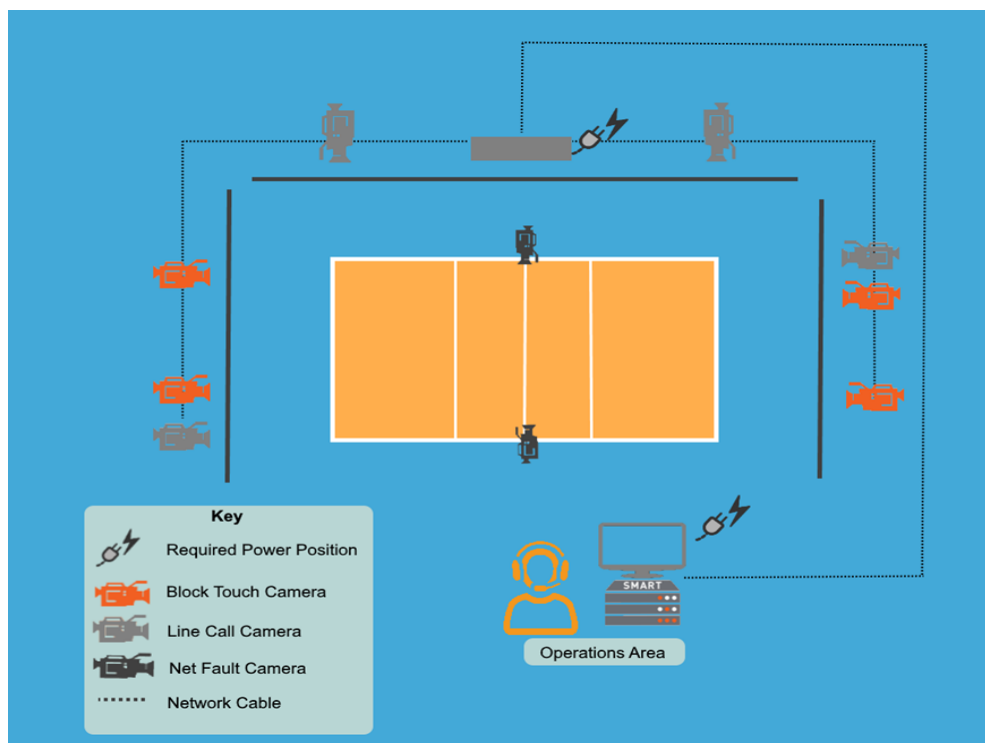 Key
Required Power Position
Block Touch Camera
Line Call Camera
Net Fault Camera
Network Cable
SMART
Operations Area